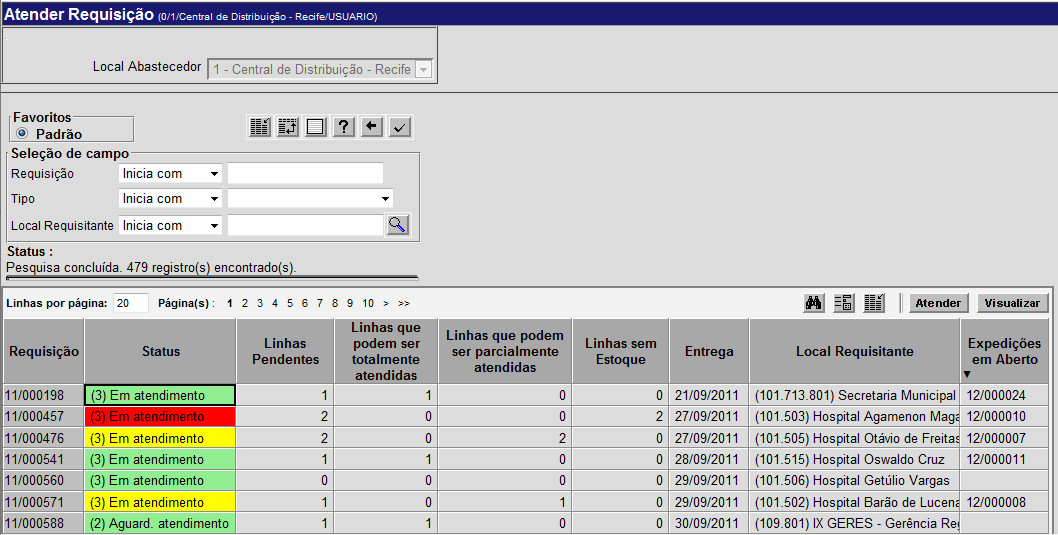 Atender Requisição (0/1/Central de Distribuição - Recife/USUARIO)
Local Abastecedor 1 - Central de Distribuição - Recife
Favoritos
Padrão
?
Seleção de campo
Requisição Inicia com
Tipo Inicia com
Local Requisitante Inicia com
Status :
Pesquisa concluída. 479 registro(s) encontrado(s).
Linhas por página: 20 Página(s) : 1 2 3 4 5 6 7 8 9 10 > >> Atender Visualizar
Requisição Status Linhas Pendentes Linhas que podem ser totalmente atendidas Linhas que podem ser parcialmente atendidas Linhas sem Estoque Entrega Local Requisitante Expedições em Aberto
11/000198 (3) Em atendimento 1 1 0 0 21/09/2011 (101.713.801) Secretaria Municipal 12/000024
11/000457 (3) Em atendimento 2 0 0 2 27/09/2011 (101.503) Hospital Agamenon Maga 12/000010
11/000476 (3) Em atendimento 2 0 2 0 27/09/2011 (101.505) Hospital Otávio de Freitas 12/000007
11/000541 (3) Em atendimento 1 1 0 0 28/09/2011 (101.515) Hospital Oswaldo Cruz 12/000011
11/000560 (3) Em atendimento 0 0 0 0 29/09/2011 (101.506) Hospital Getúlio Vargas
11/000571 (3) Em atendimento 1 0 1 0 29/09/2011 (101.502) Hospital Barão de Lucena 12/000008
11/000588 (2) Aguard. atendimento 1 1 0 0 30/09/2011 (109.801) IX GERES - Gerência Reg